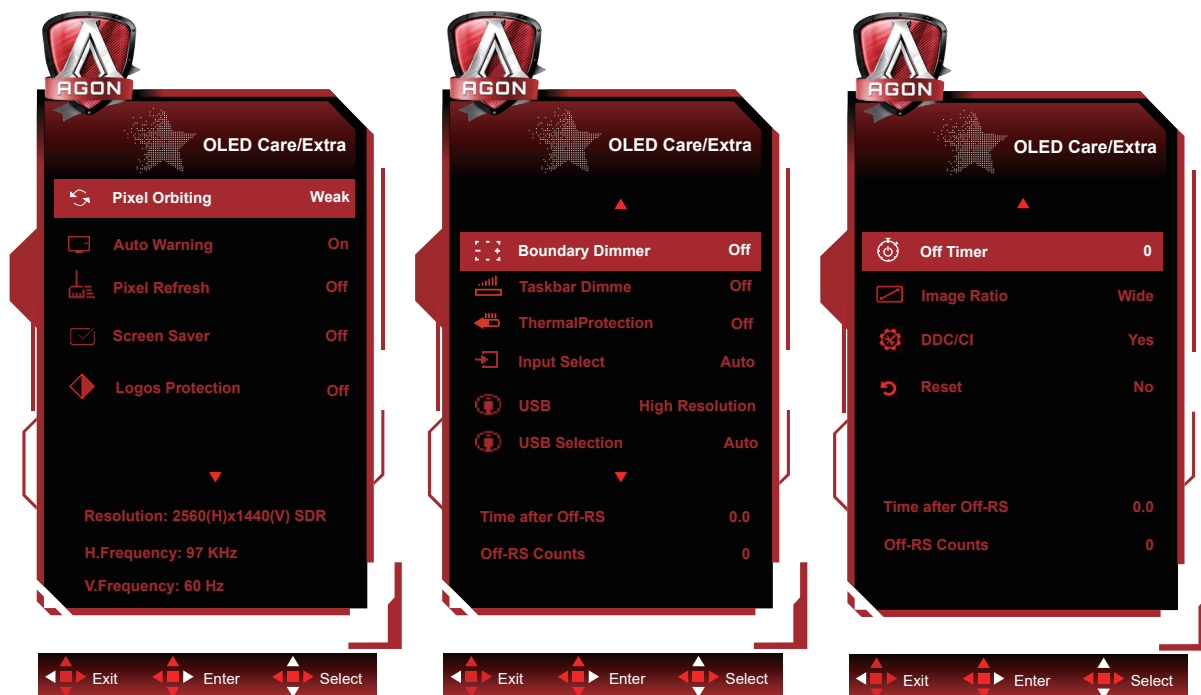 AGON
OLED Care/Extra
Pixel Orbiting Weak
Auto Warning On
Pixel Refresh Off
Screen Saver Off
Logos Protection Off
Resolution: 2560(H)x1440(V) SDR
H.Frequency: 97 KHz
V.Frequency: 60 Hz
Exit Enter Select
AGON
OLED Care/Extra
Boundary Dimmer Off
Taskbar Dimme Off
ThermalProtection Off
Input Select Auto
USB High Resolution
USB Selection Auto
Time after Off-RS 0.0
Off-RS Counts 0
Exit Enter Select
AGON
OLED Care/Extra
Off Timer 0
Image Ratio Wide
DDC/CI Yes
Reset No
Time after Off-RS 0.0
Off-RS Counts 0
Exit Enter Select